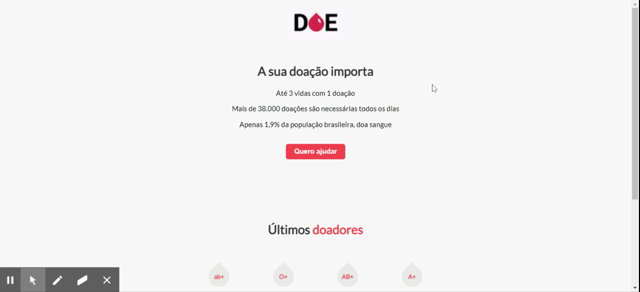 DOE
A sua doação importa
Até 3 vidas com 1 doação
Mais de 38.000 doações são necessárias todos os dias
Apenas 1,9% da população brasileira, doa sangue
Quero ajudar
Últimos doadores
ab+ O+ AB+ A+